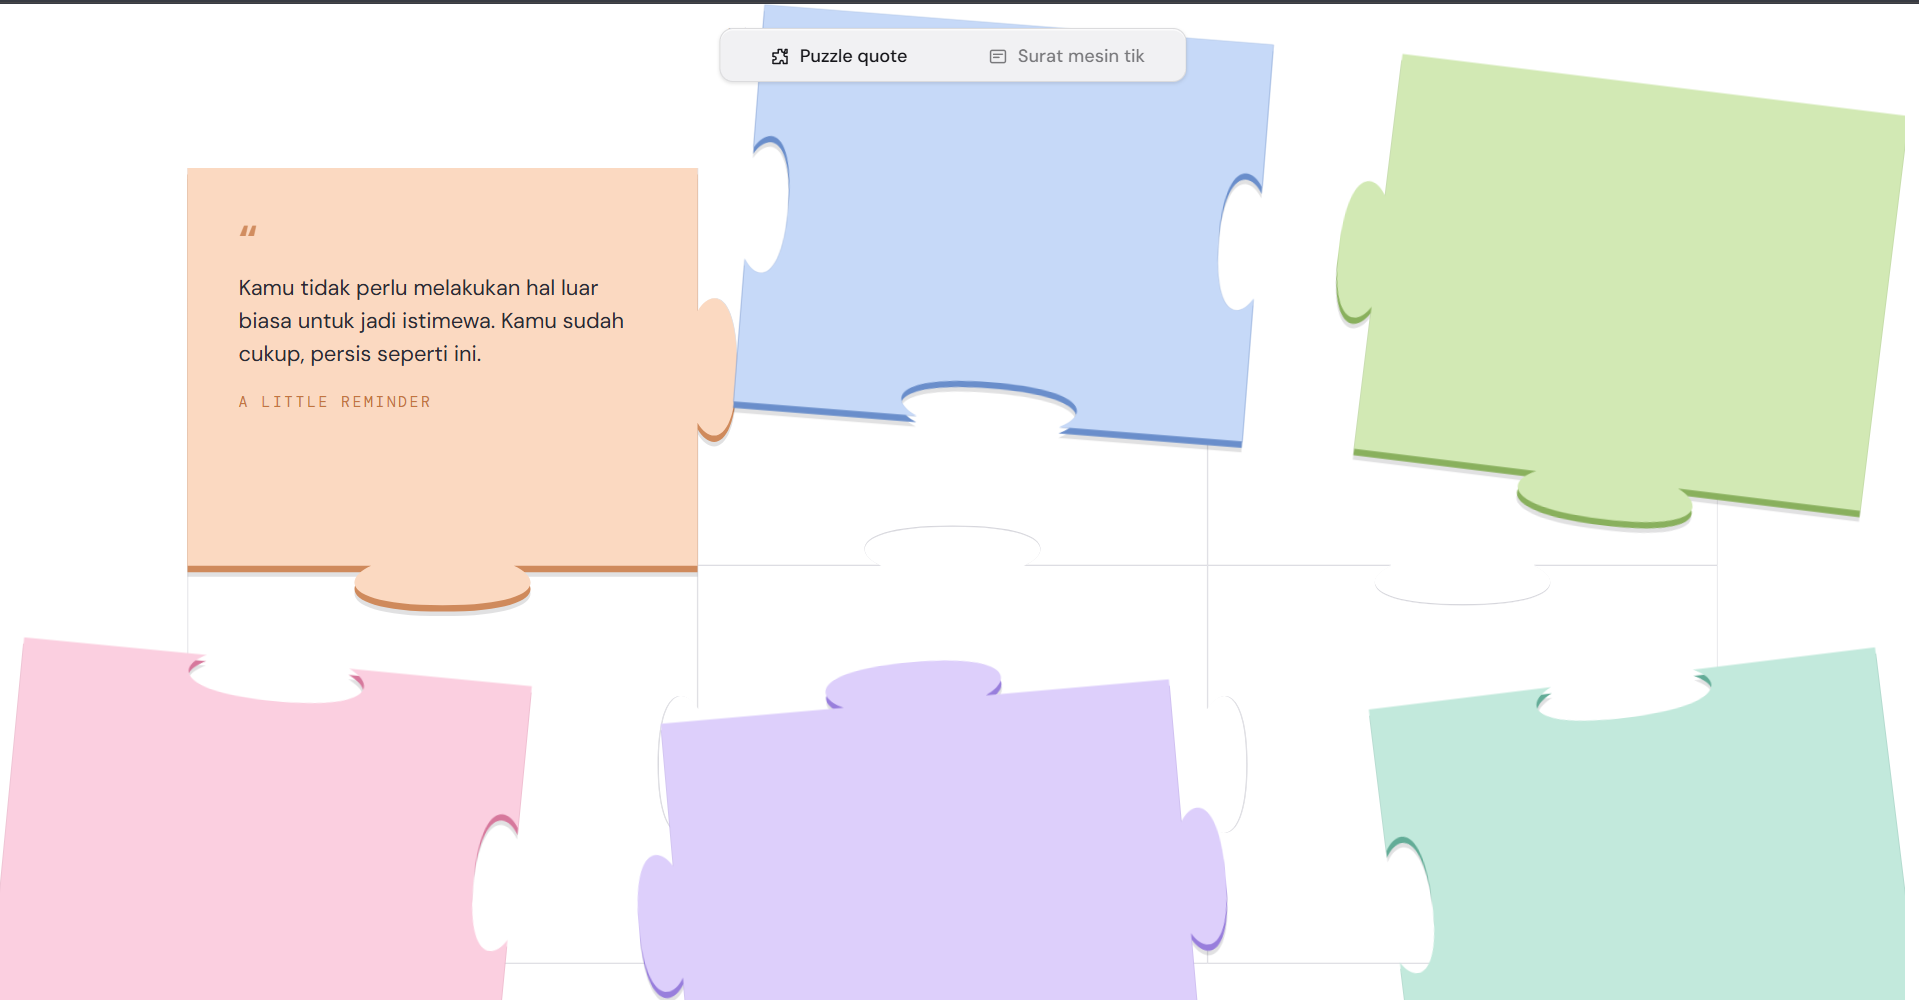 Puzzle quote
Surat mesin tik
“
Kamu tidak perlu melakukan hal luar
biasa untuk jadi istimewa. Kamu sudah
cukup, persis seperti ini.
A LITTLE REMINDER